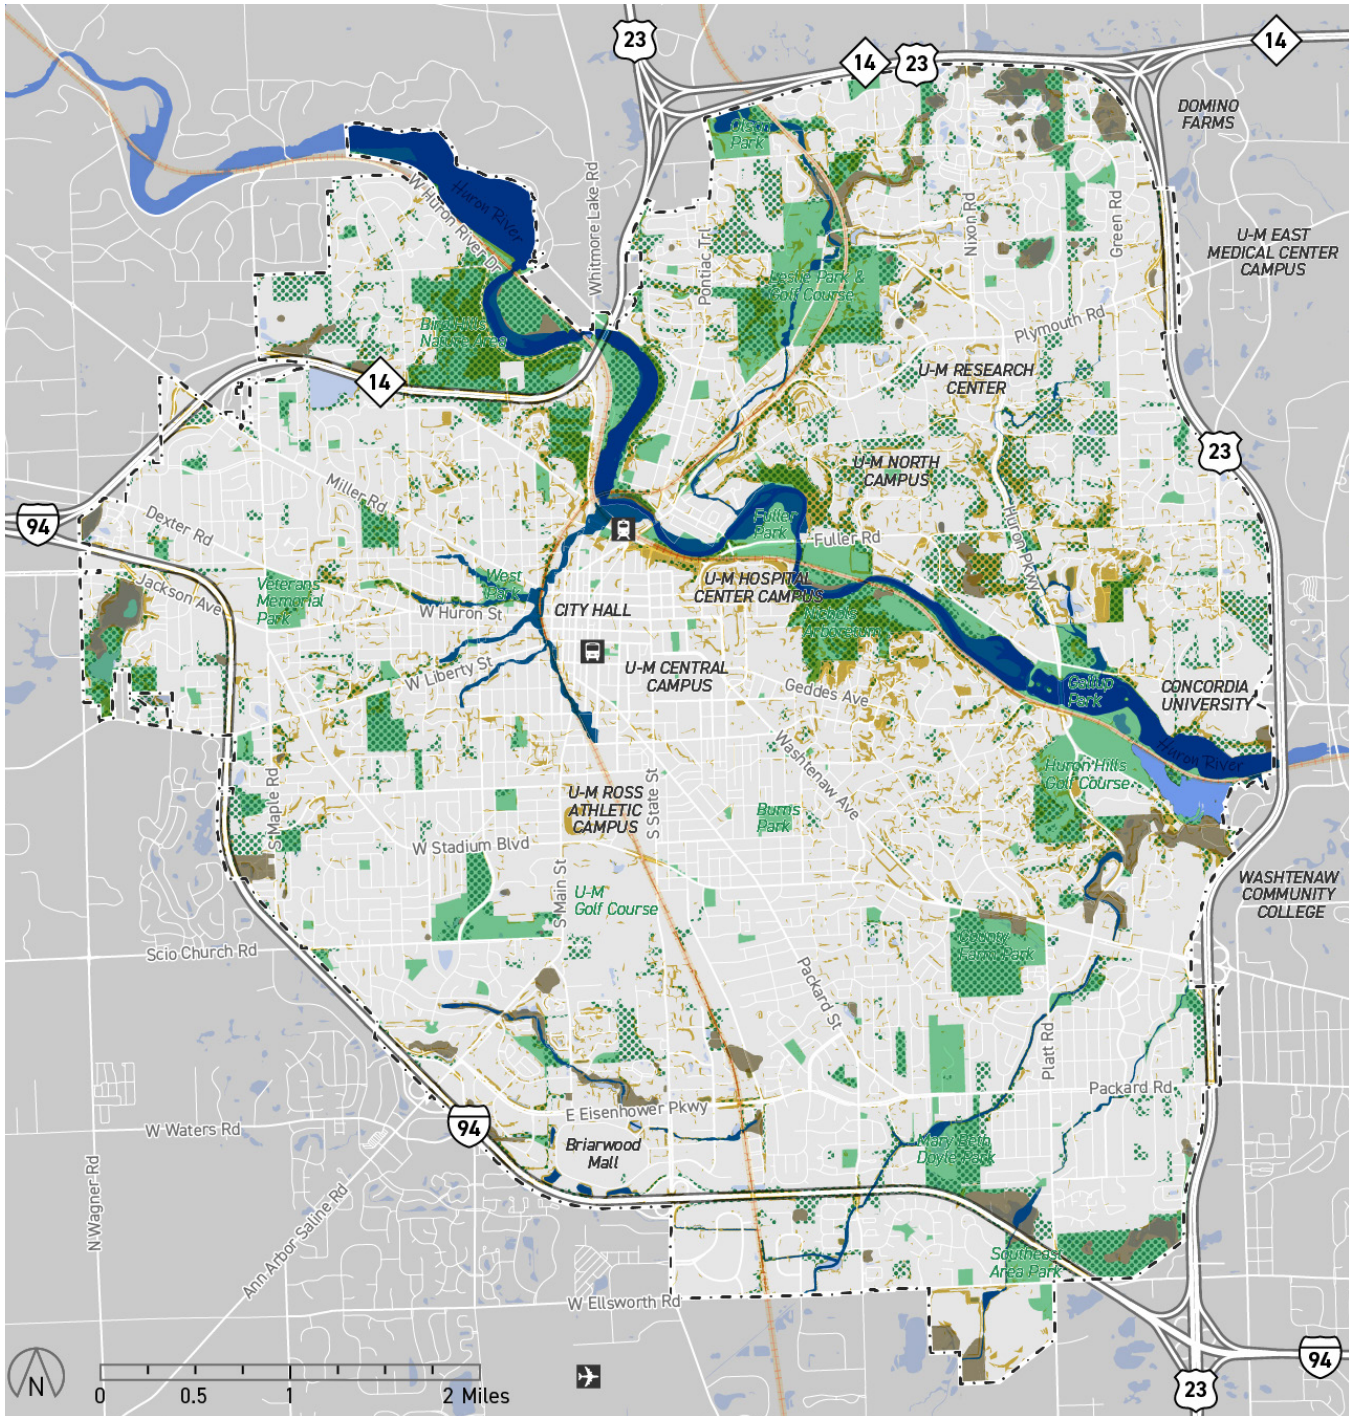 23
14
14
23
DOMINO
FARMS
Olson
Park
W Huron River Dr
Huron River
Whitmore Lake Rd
Pontiac Trl
Nixon Rd
Green Rd
U-M EAST
MEDICAL CENTER
CAMPUS
Leslie Park &
Golf Course
Plymouth Rd
Bird Hills
Nature Area
14
U-M RESEARCH
CENTER
23
U-M NORTH
CAMPUS
Miller Rd
Dexter Rd
94
Fuller
Park
Fuller Rd
Huron Pkwy
Jackson Ave
Veterans
Memorial
Park
West
Park
W Huron St
CITY HALL
U-M HOSPITAL
CENTER CAMPUS
Nichols
Arboretum
W Liberty St
U-M CENTRAL
CAMPUS
Geddes Ave
Gallup
Park
CONCORDIA
UNIVERSITY
Huron River
Washtenaw Ave
Huron Hills
Golf Course
S Maple Rd
U-M ROSS
ATHLETIC
CAMPUS
S State St
Burns
Park
W Stadium Blvd
S Main St
U-M
Golf Course
WASHTENAW
COMMUNITY
COLLEGE
Scio Church Rd
County
Farm Park
Packard St
Platt Rd
Packard Rd
E Eisenhower Pkwy
94
W Waters Rd
Briarwood
Mall
Mary Beth
Doyle Park
N Wagner Rd
Ann Arbor Saline Rd
Southeast
Area Park
W Ellsworth Rd
94
23
N
0 0.5 1 2 Miles